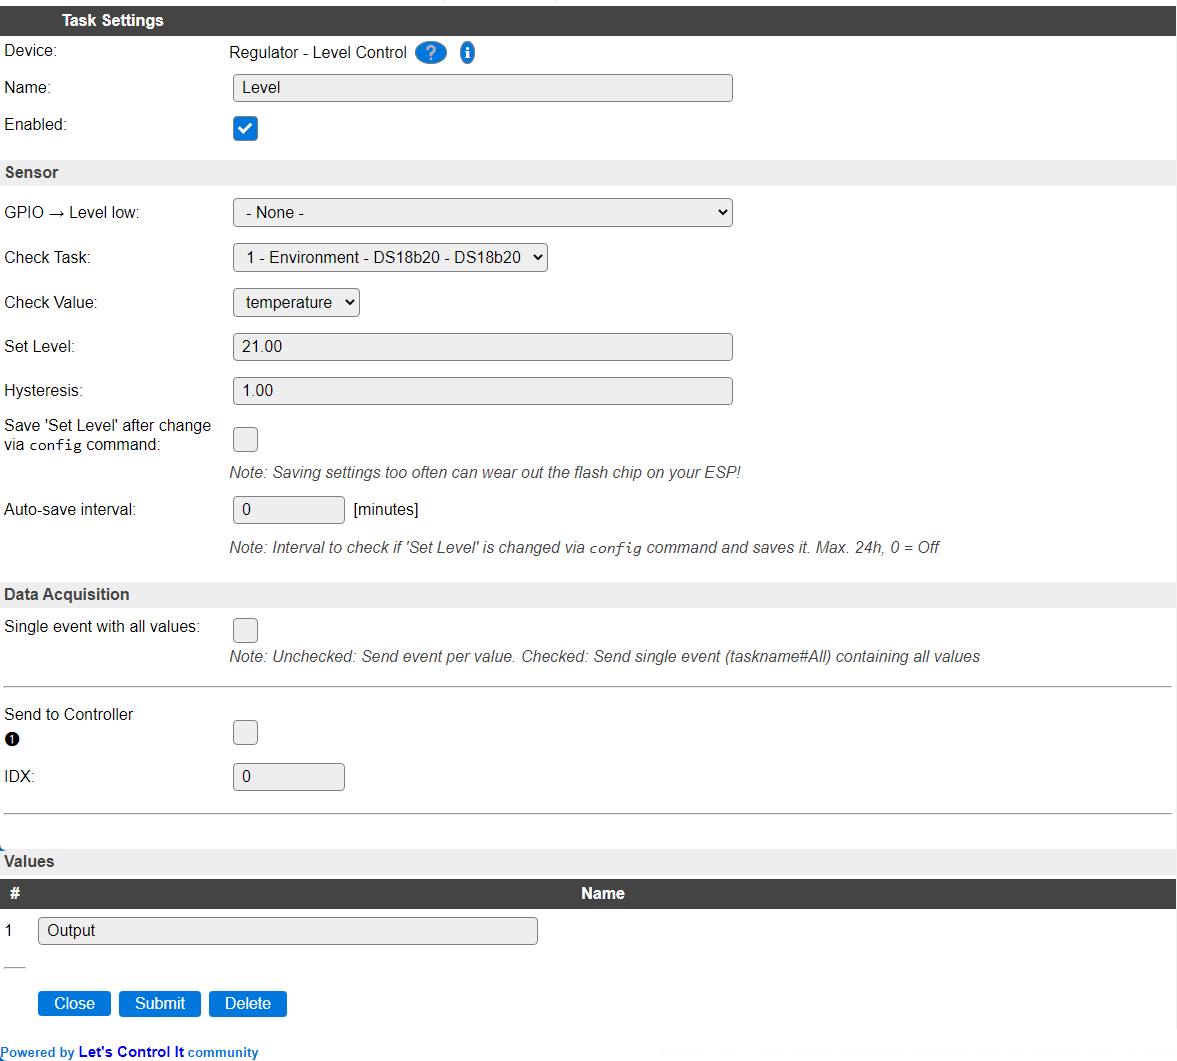 Task Settings
Device:
Regulator - Level Control ? i
Name:
Level
Enabled:
Sensor
GPIO → Level low:
- None -
Check Task:
1 - Environment - DS18b20 - DS18b20
Check Value:
temperature
Set Level:
21.00
Hysteresis:
1.00
Save 'Set Level' after change
via config command:
Note: Saving settings too often can wear out the flash chip on your ESP!
Auto-save interval:
0 [minutes]
Note: Interval to check if 'Set Level' is changed via config command and saves it. Max. 24h, 0 = Off
Data Acquisition
Single event with all values:
Note: Unchecked: Send event per value. Checked: Send single event (taskname#All) containing all values
Send to Controller
❶
IDX:
0
Values
# Name
1 Output
Close Submit Delete
Powered by Let's Control It community